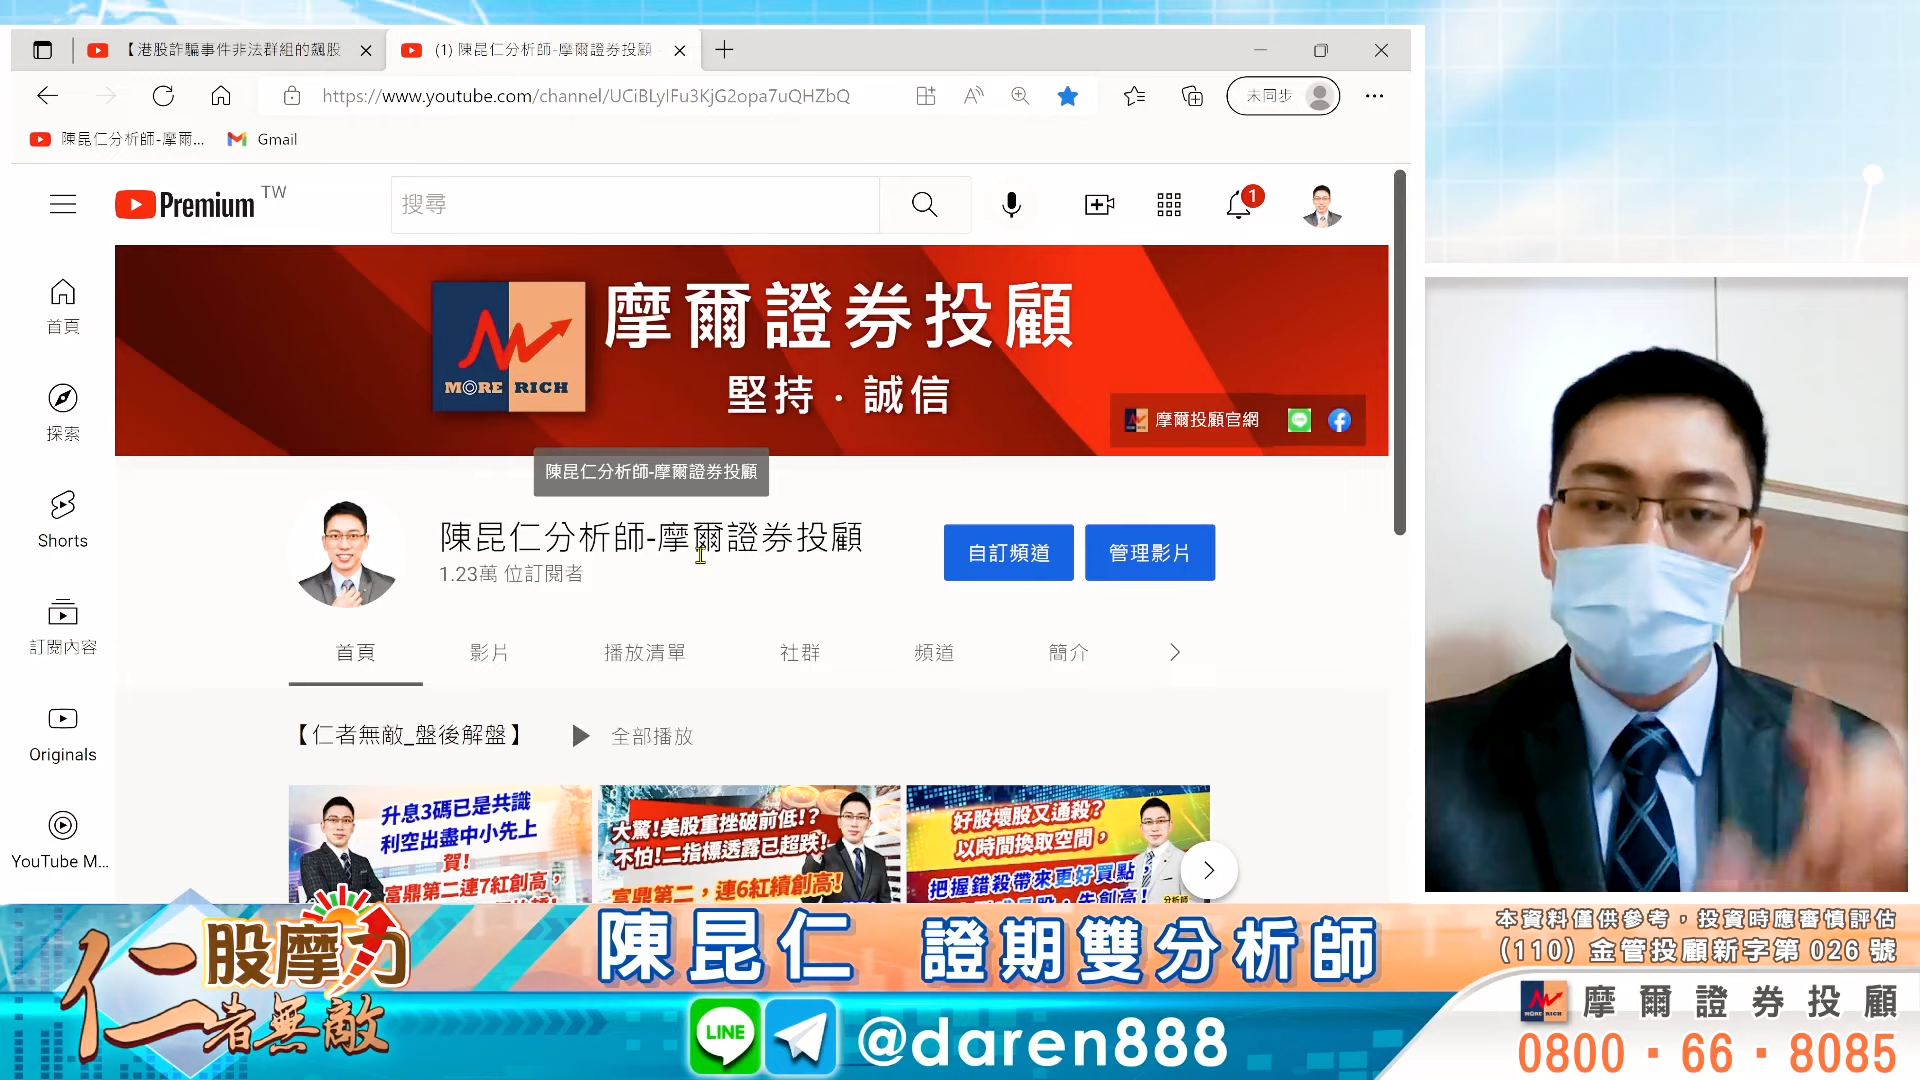 【港股詐騙事件非法群組的飆股
(1) 陳昆仁分析師-摩爾證券投顧
https://www.youtube.com/channel/UCiBLyIFu3KjG2opa7uQHZbQ
未同步
陳昆仁分析師-摩爾...
Gmail
Premium
TW
搜尋
1
首頁
探索
Shorts
訂閱內容
Originals
YouTube M...
摩爾證券投顧
堅持・誠信
MORE RICH
摩爾投顧官網
陳昆仁分析師-摩爾證券投顧
陳昆仁分析師-摩爾證券投顧
1.23萬 位訂閱者
自訂頻道
管理影片
首頁
影片
播放清單
社群
頻道
簡介
【仁者無敵_盤後解盤】
全部播放
升息3碼已是共識
利空出盡中小先上
賀!
富鼎第二連7紅創高,
大驚!美股重挫破前低!?
不怕!二指標透露已超跌!
富鼎第二,連6紅續創高!
好股壞股又通殺?
以時間換取空間,
把握錯殺帶來更好買點,
先創高!
分析師
股摩力
仁者無敵
陳昆仁 證期雙分析師
LINE
@daren888
本資料僅供參考,投資時應審慎評估
(110) 金管投顧新字第 026 號
MORE RICH
摩爾證券投顧
0800・66・8085